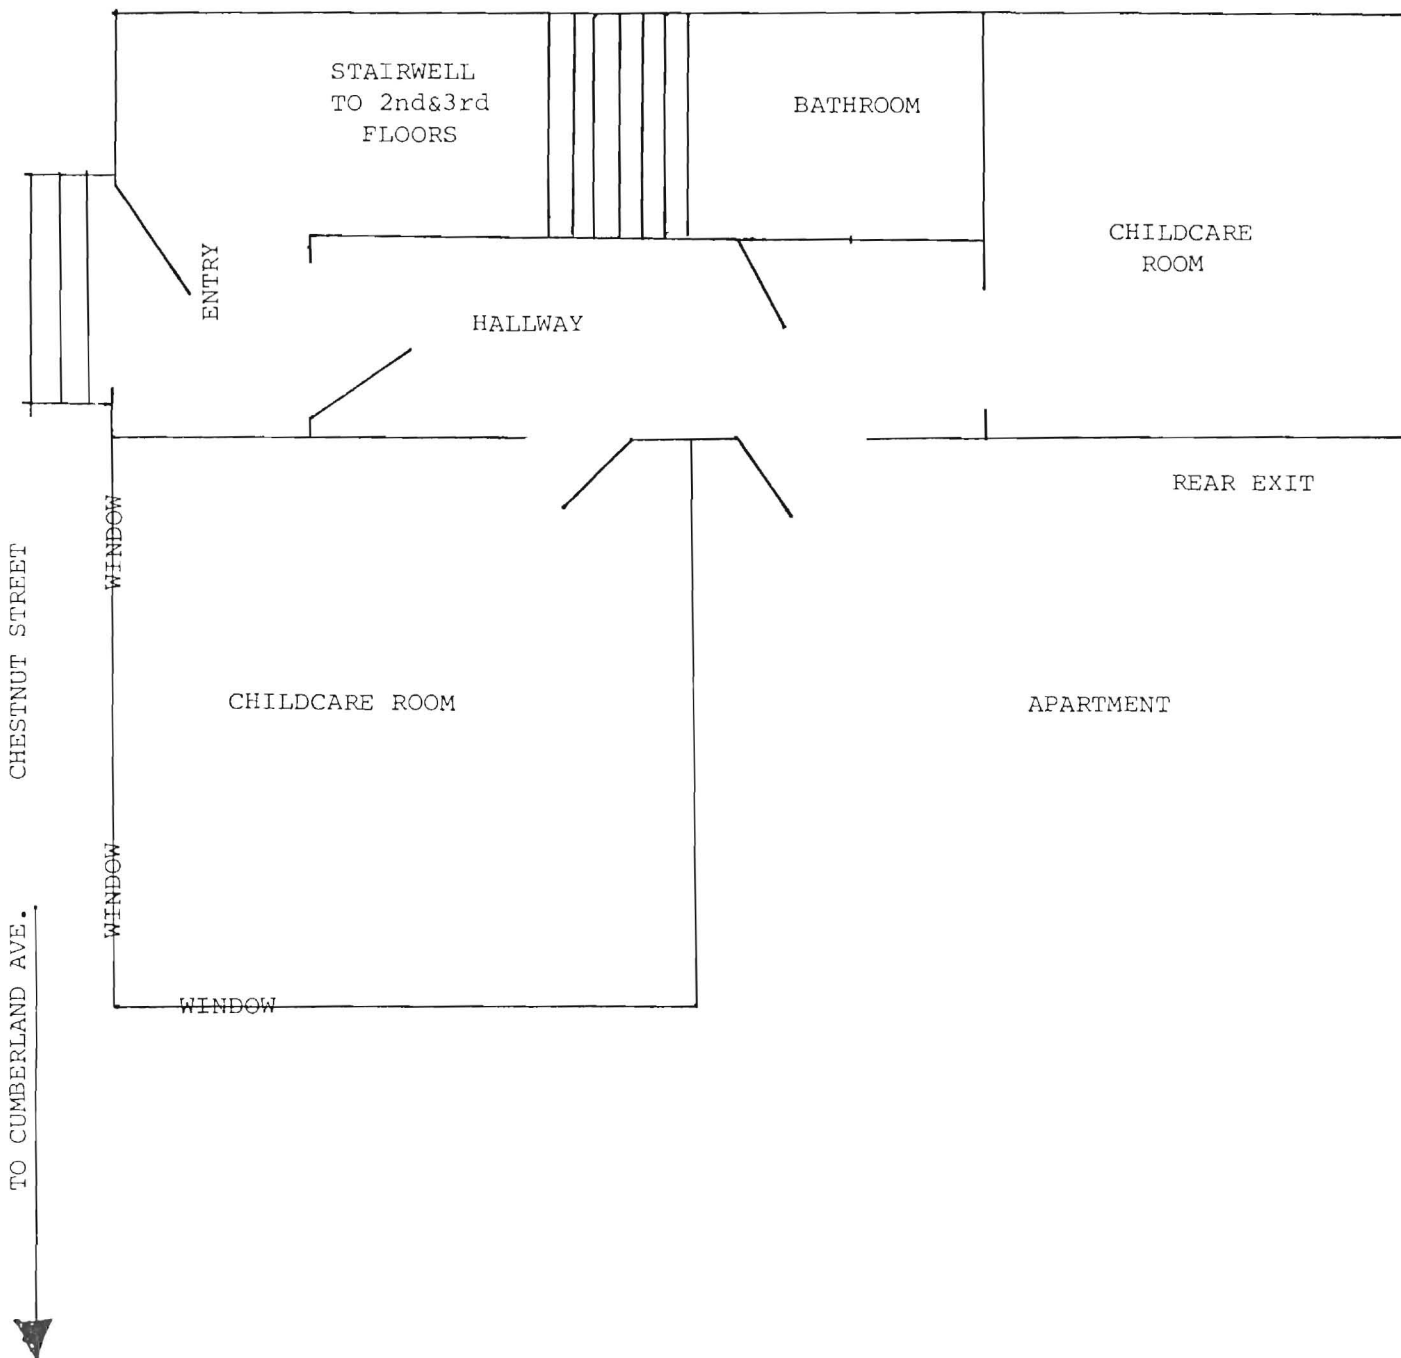 STAIRWELL
TO 2nd&3rd
FLOORS
BATHROOM
CHILDCARE
ROOM
ENTRY
HALLWAY
REAR EXIT
WINDOW
CHESTNUT STREET
CHILDCARE ROOM
APARTMENT
WINDOW
WINDOW
TO CUMBERLAND AVE.